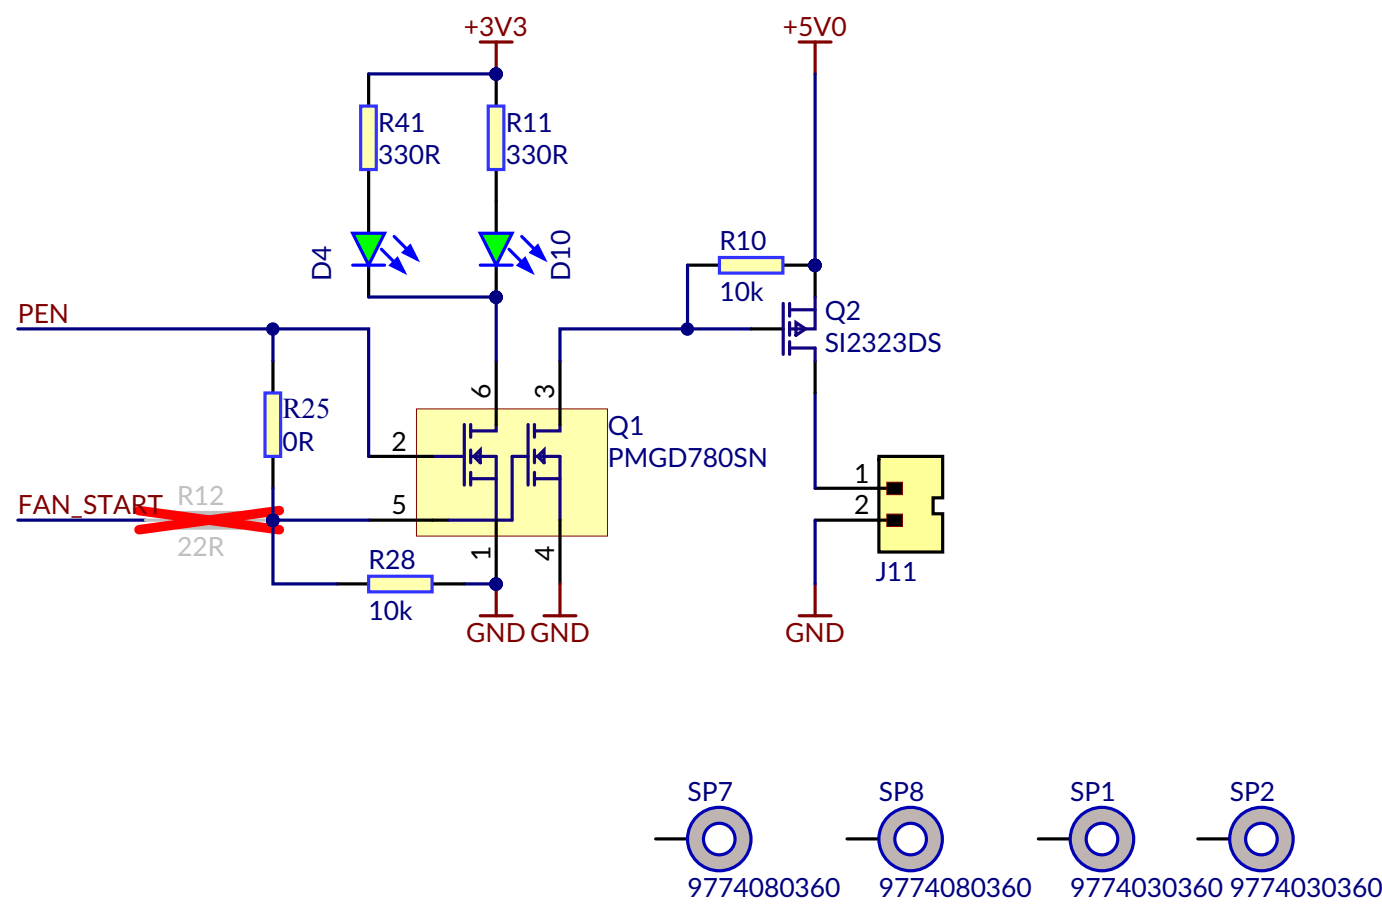 +3V3
+5V0
R41
330R
R11
330R
D4
D10
R10
10k
PEN
Q2
SI2323DS
6
3
R25
0R
2
Q1
PMGD780SN
FAN_START
R12
22R
5
1
2
J11
1
4
R28
10k
GND
GND
GND
SP7
SP8
SP1
SP2
9774080360
9774080360
9774030360
9774030360